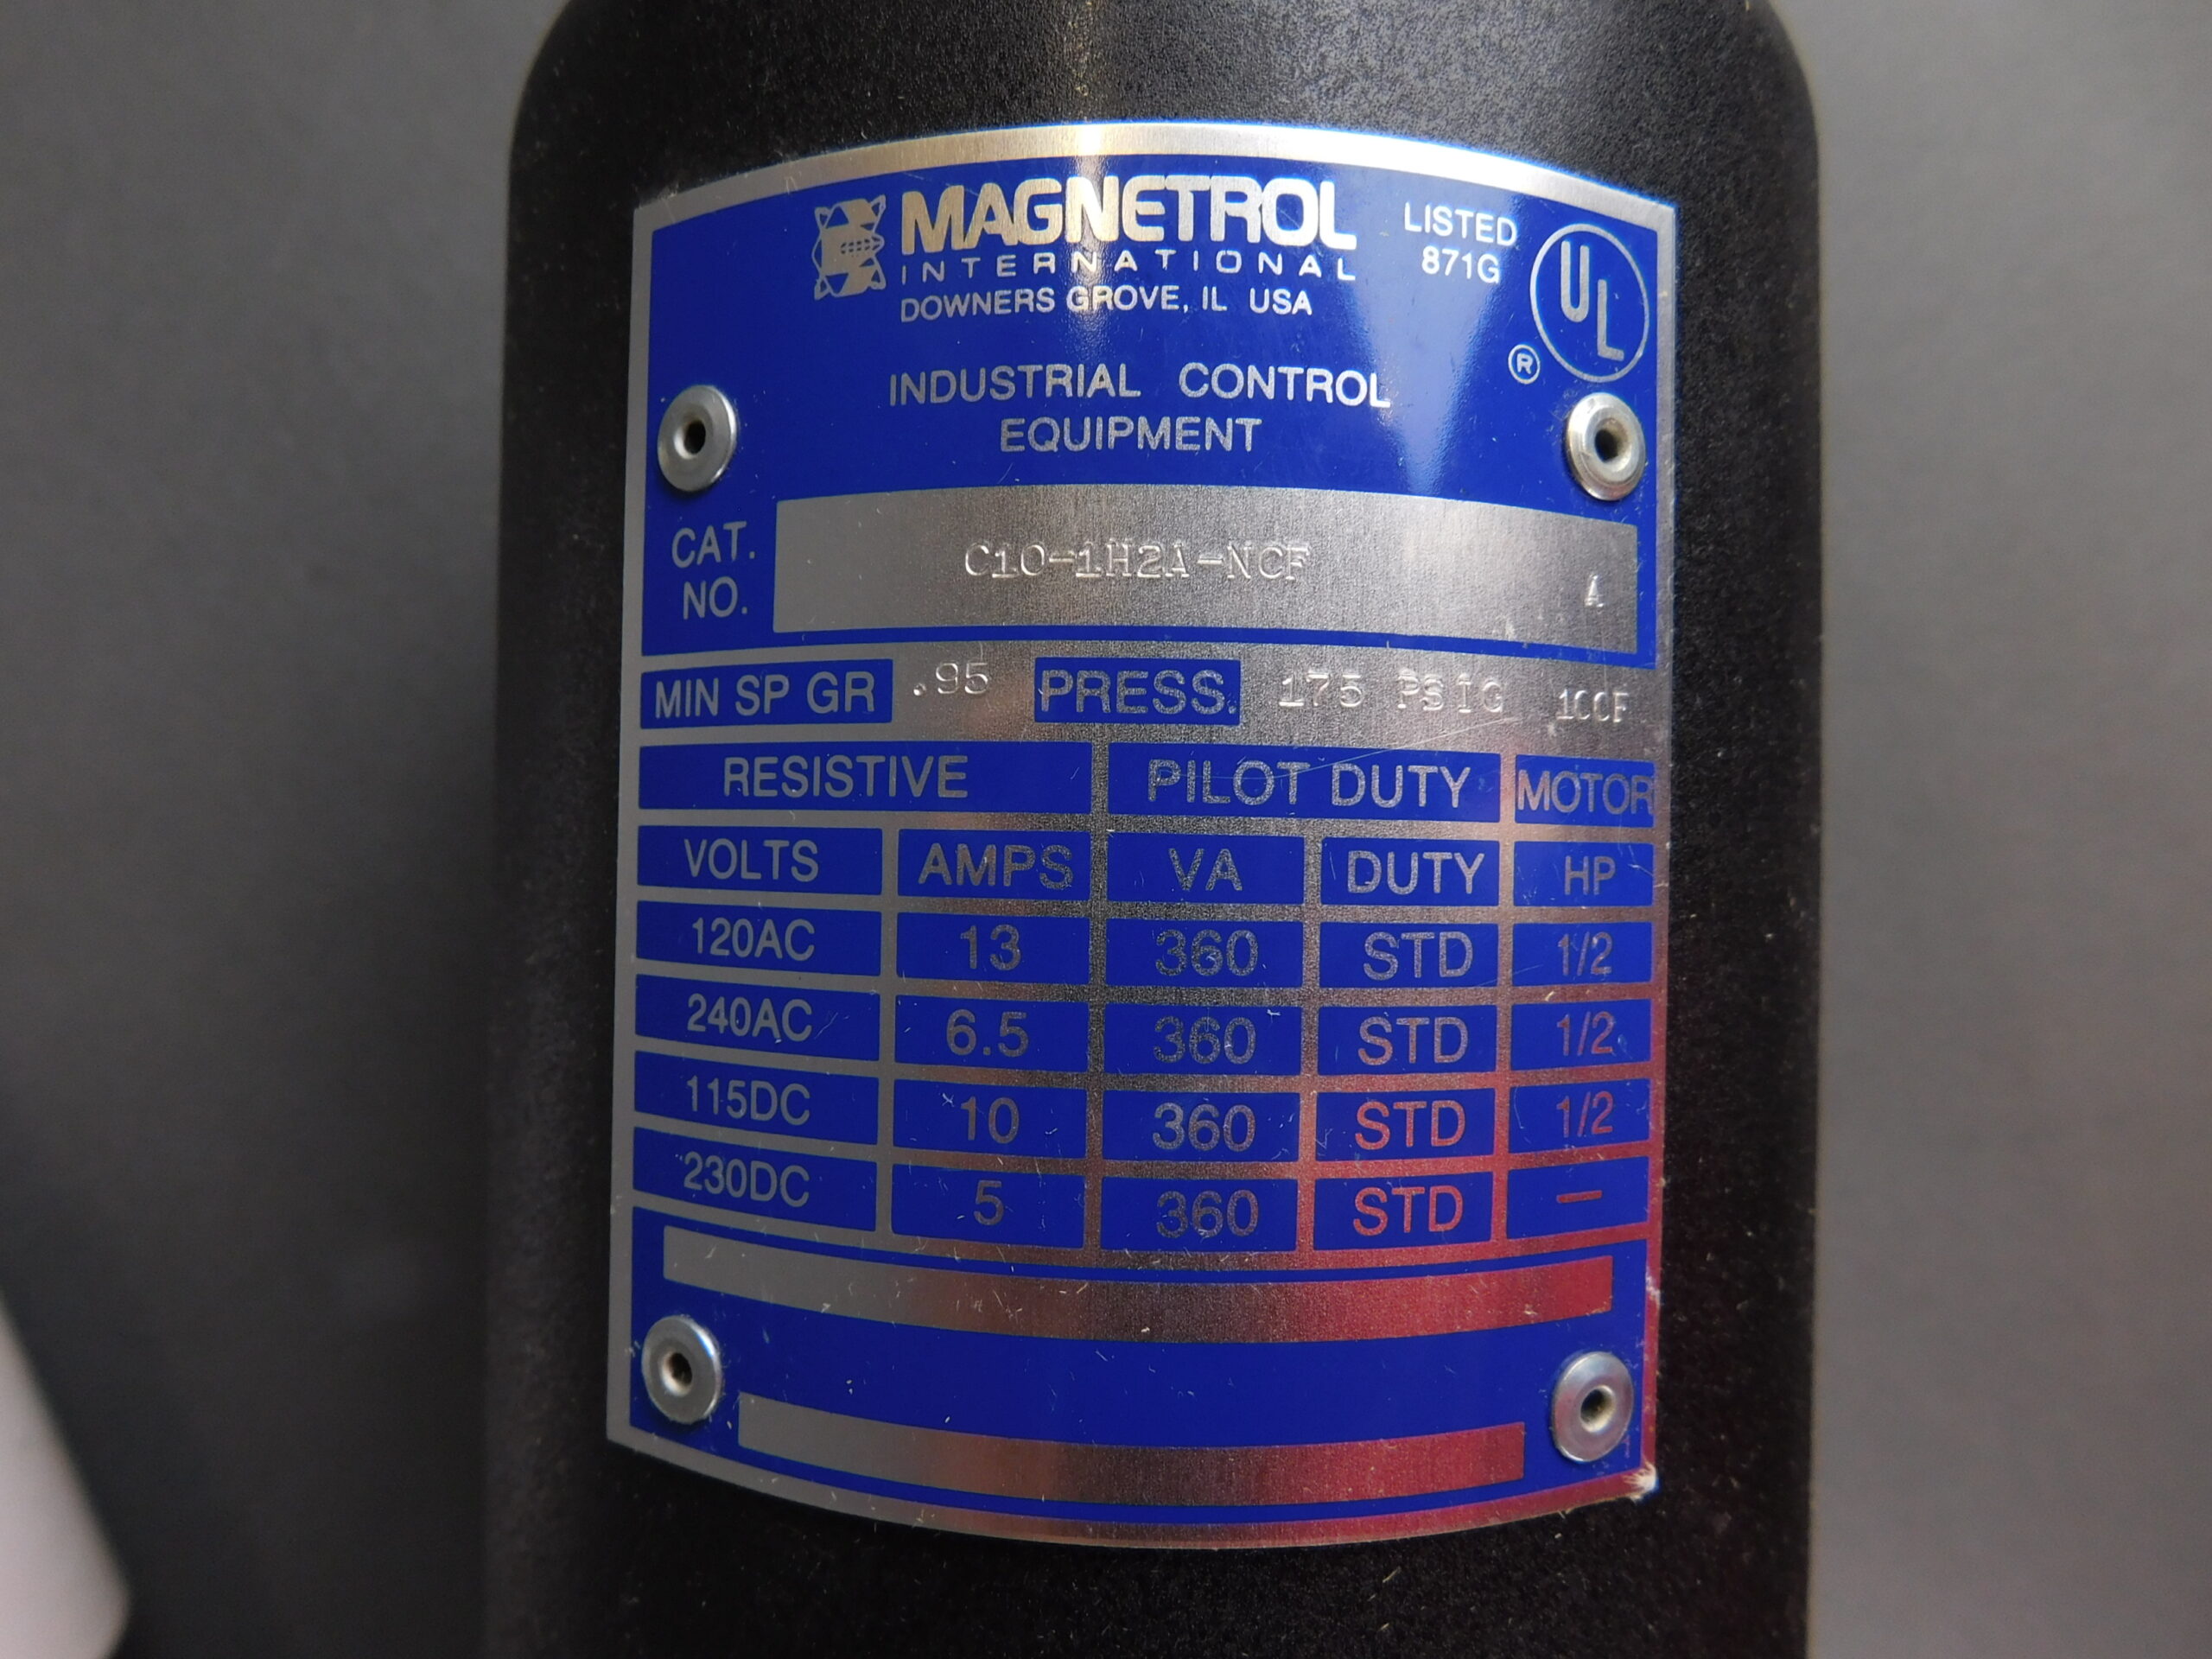 MAGNETROL
INTERNATIONAL
DOWNERS GROVE, IL USA
LISTED
871G
UL
®
INDUSTRIAL CONTROL
EQUIPMENT
CAT.
NO.
C10-1H2A-NCF A
MIN SP GR .95 PRESS. 175 PSIG 100F
RESISTIVE PILOT DUTY MOTOR
VOLTS AMPS VA DUTY HP
120AC 13 360 STD 1/2
240AC 6.5 360 STD 1/2
115DC 10 360 STD 1/2
230DC 5 360 STD —